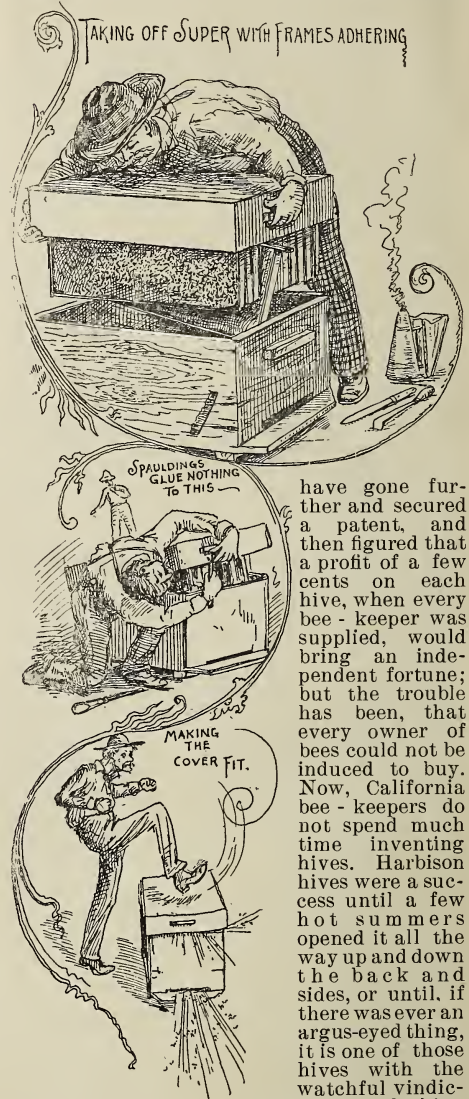 TAKING OFF SUPER WITH FRAMES ADHERING
SPAULDINGS
GLUE NOTHING
TO THIS —
MAKING
THE
COVER FIT.
have gone fur-
ther and secured
a patent, and
then figured that
a profit of a few
cents on each
hive, when every
bee - keeper was
supplied, would
bring an inde-
pendent fortune;
but the trouble
has been, that
every owner of
bees could not be
induced to buy.
Now, California
bee - keepers do
not spend much
time inventing
hives. Harbison
hives were a suc-
cess until a few
hot summers
opened it all the
way up and down
the back and
sides, or until, if
there was ever an
argus-eyed thing,
it is one of those
hives with the
watchful vindic-